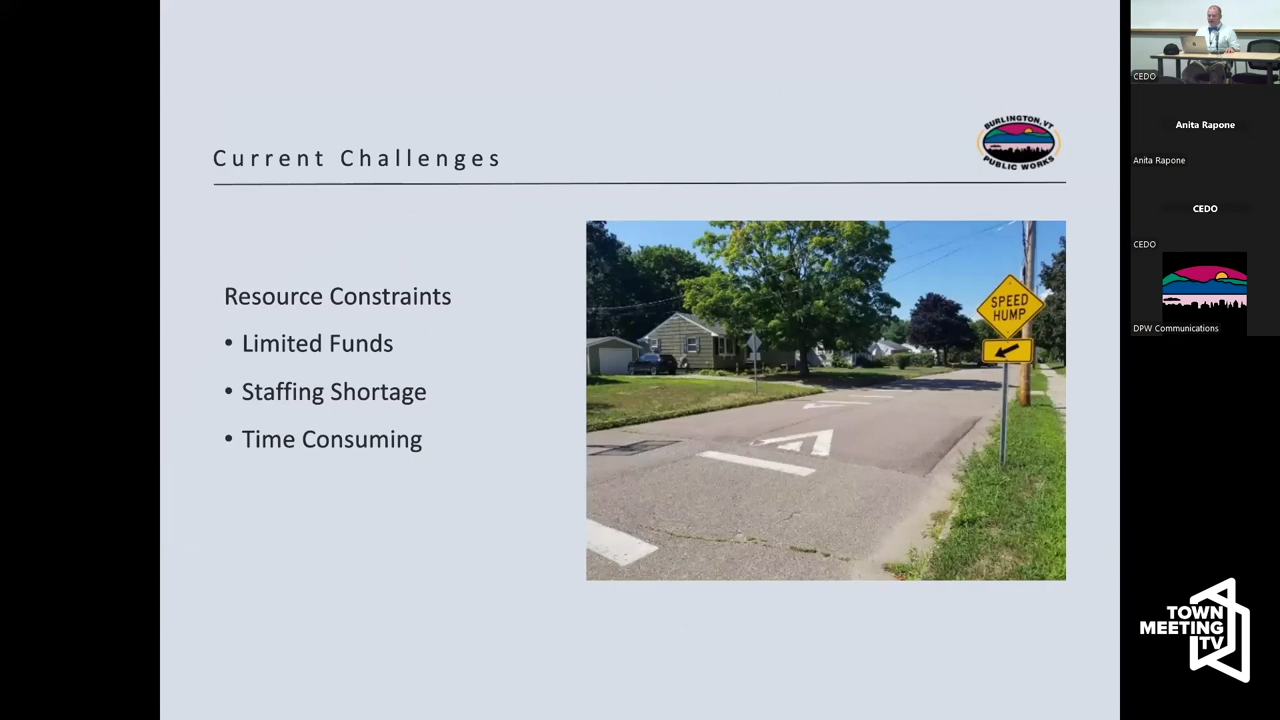 Current Challenges
BURLINGTON, VT
PUBLIC WORKS
Resource Constraints
• Limited Funds
• Staffing Shortage
• Time Consuming
SPEED
HUMP
CEDO
Anita Rapone
Anita Rapone
CEDO
CEDO
DPW Communications
TOWN
MEETING
TV